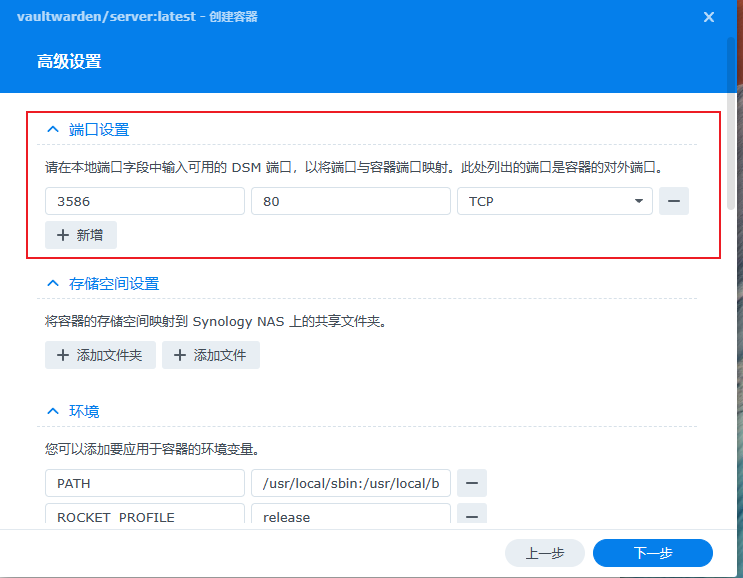 vaultwarden/server:latest - 创建容器
高级设置
端口设置
请在本地端口字段中输入可用的 DSM 端口，以将端口与容器端口映射。此处列出的端口是容器的对外端口。
3586 80 TCP
新增
存储空间设置
将容器的存储空间映射到 Synology NAS 上的共享文件夹。
添加文件夹 添加文件
环境
您可以添加要应用于容器的环境变量。
PATH /usr/local/sbin:/usr/local/b
ROCKET_PROFILE release
上一步 下一步